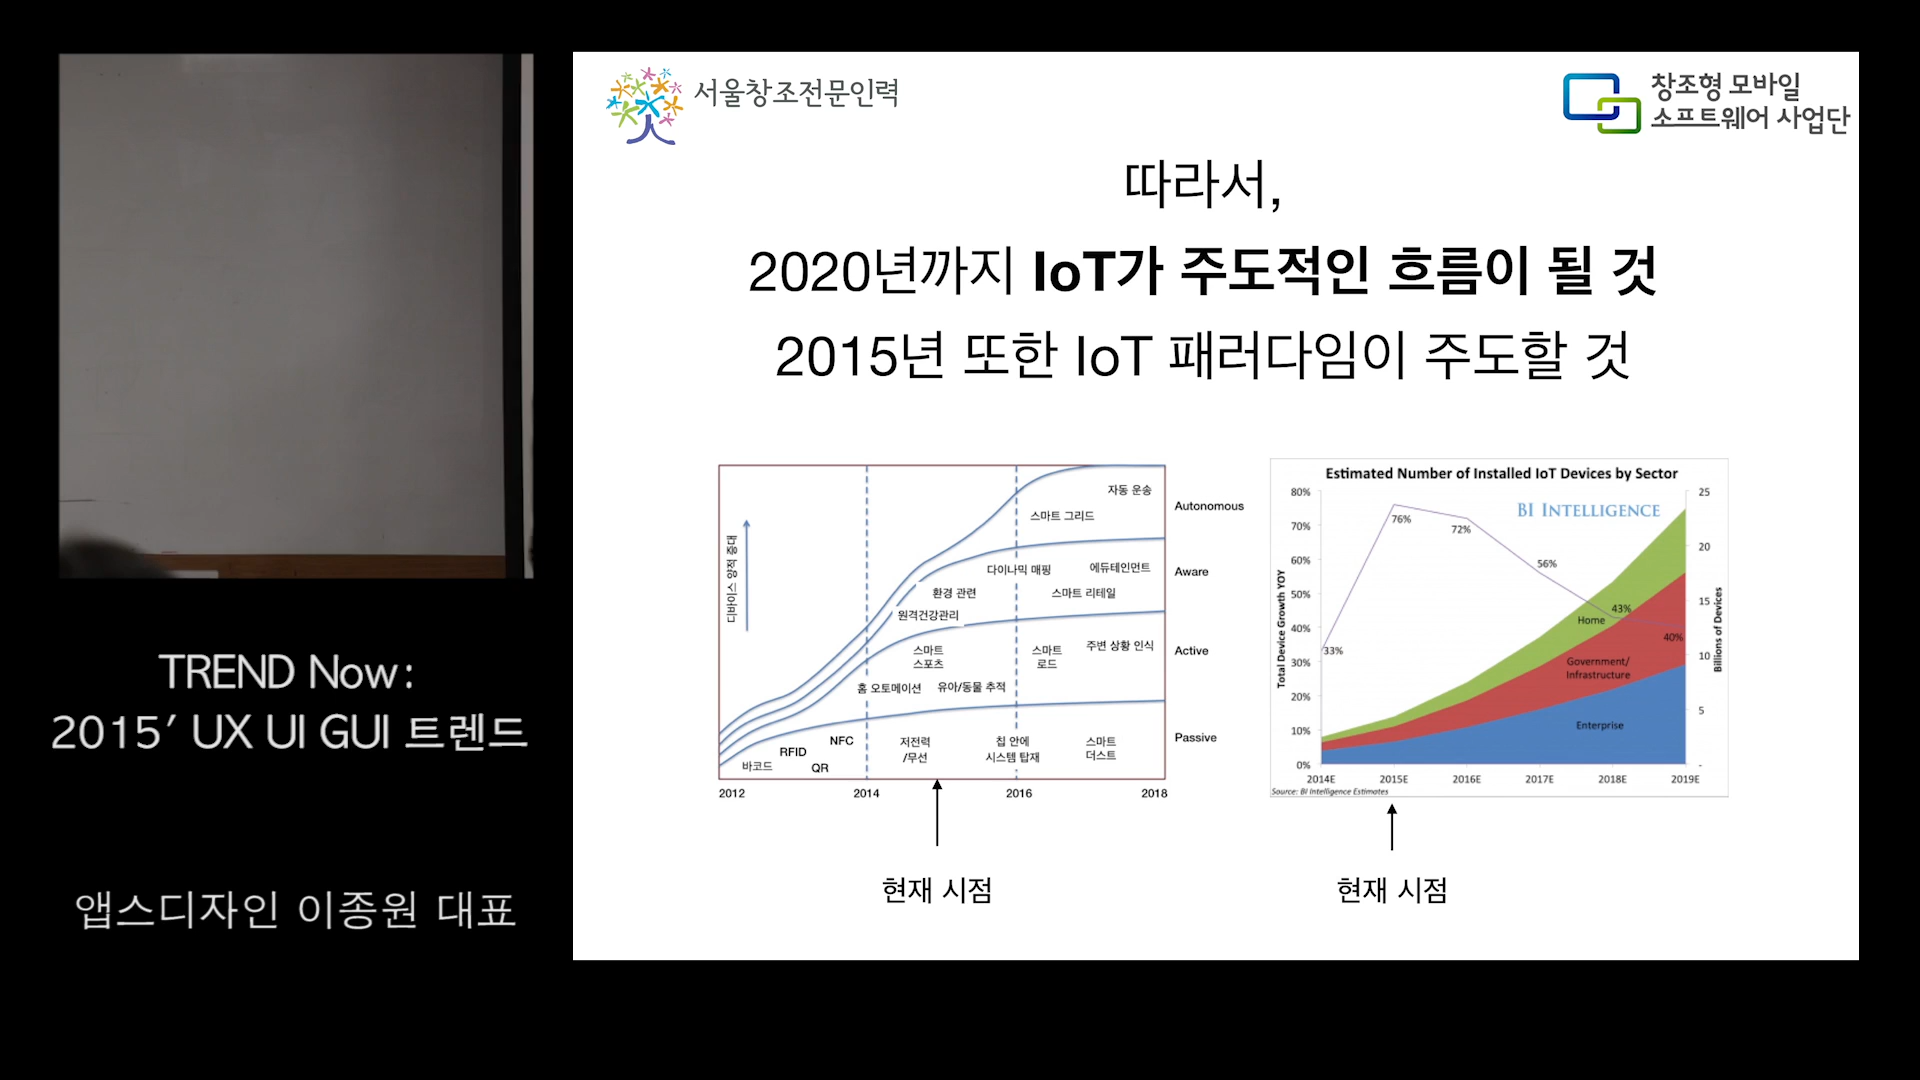 서울창조전문인력
창조형 모바일
소프트웨어 사업단
따라서,
2020년까지 IoT가 주도적인 흐름이 될 것
2015년 또한 IoT 패러다임이 주도할 것
디바이스 양적 증대
자동 운송
스마트 그리드
Autonomous
다이나믹 매핑
에듀테인먼트
Aware
환경 관련
스마트 리테일
원격건강관리
스마트
스포츠
스마트
로드
주변 상황 인식
Active
홈 오토메이션
유아/동물 추적
NFC
RFID
바코드
QR
저전력
/무선
칩 안에
시스템 탑재
스마트
더스트
Passive
2012
2014
2016
2018
현재 시점
Estimated Number of Installed IoT Devices by Sector
BI INTELLIGENCE
Total Device Growth YOY
80%
70%
60%
50%
40%
30%
20%
10%
0%
33%
76%
72%
56%
43%
40%
Home
Government/
Infrastructure
Enterprise
25
20
15
10
5
-
Billions of Devices
2014E
2015E
2016E
2017E
2018E
2019E
Source: BI Intelligence Estimates
현재 시점
TREND Now:
2015′ UX UI GUI 트렌드
앱스디자인 이종원 대표